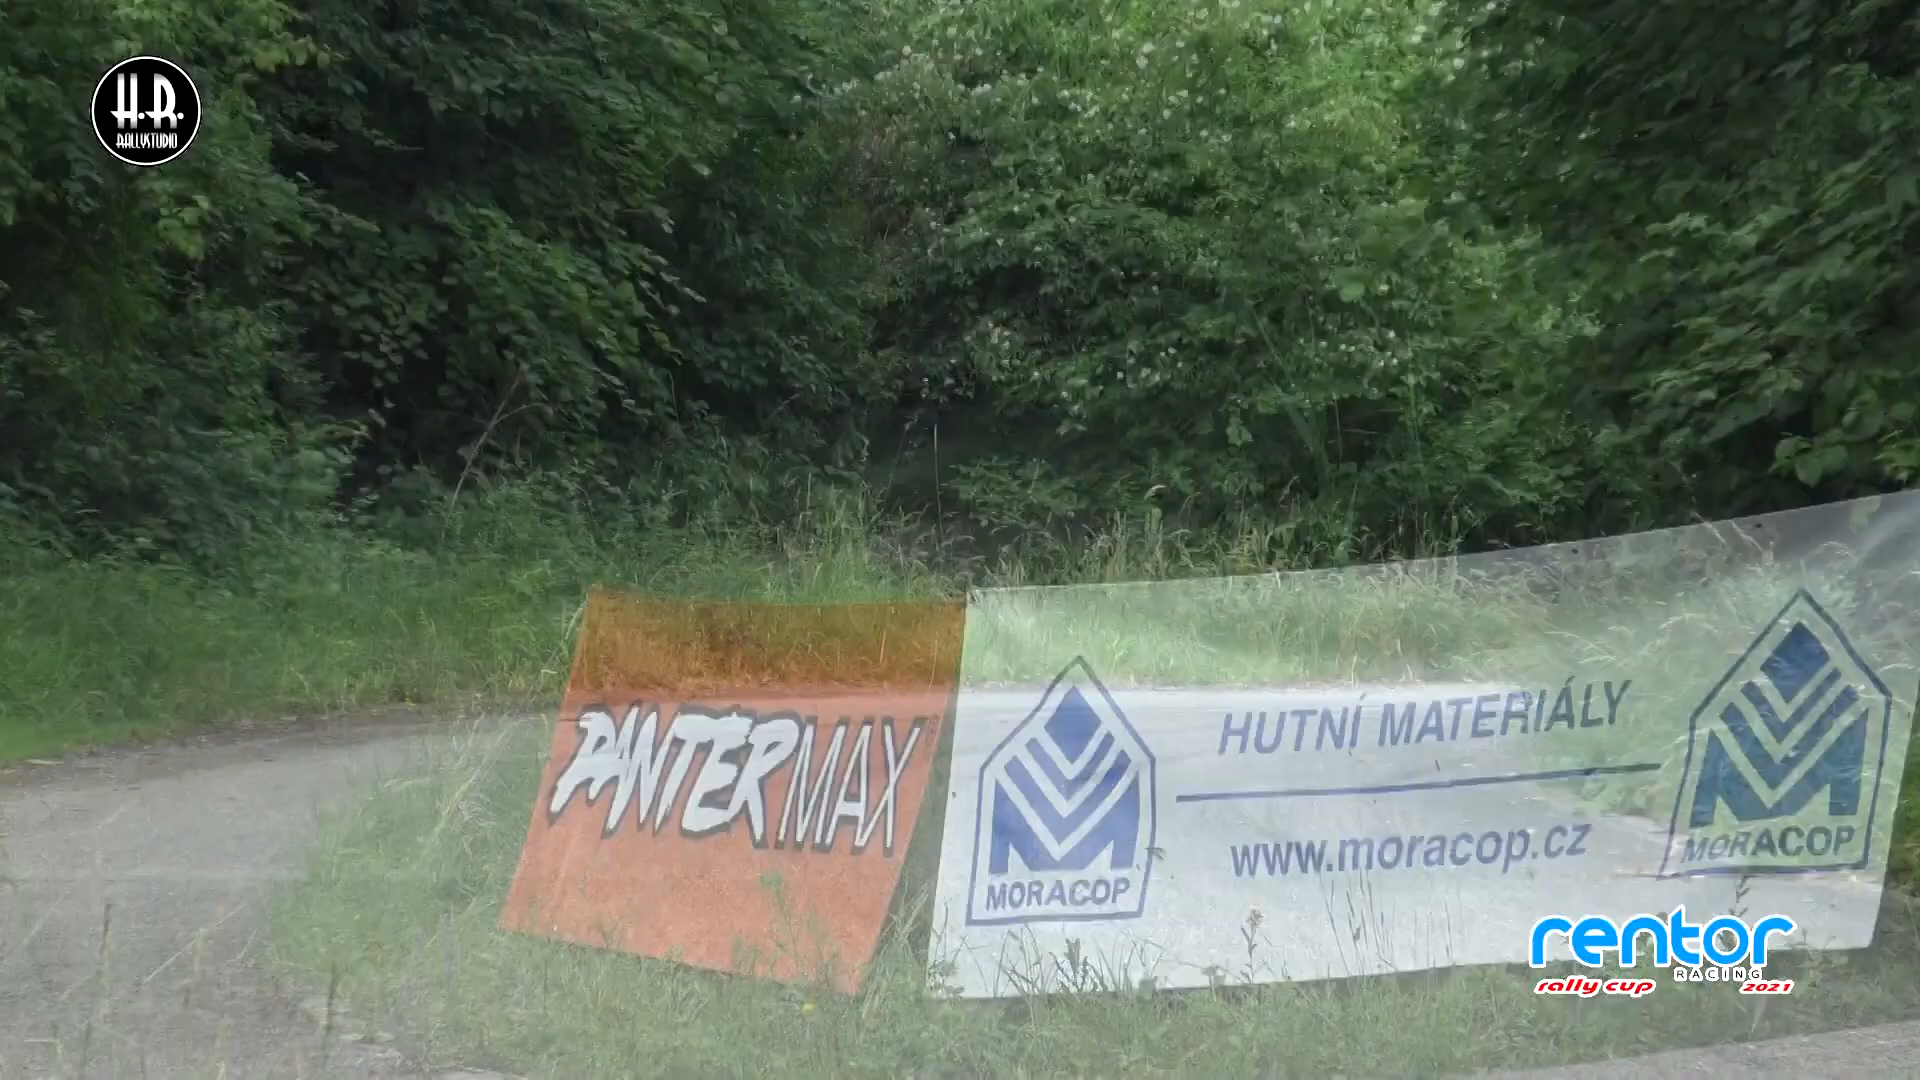 H.R.
RALLYSTUDIO
PANTERMAX
MORACOP
HUTNÍ MATERIÁLY
www.moracop.cz
MORACOP
rentor
RACING
rally cup 2021